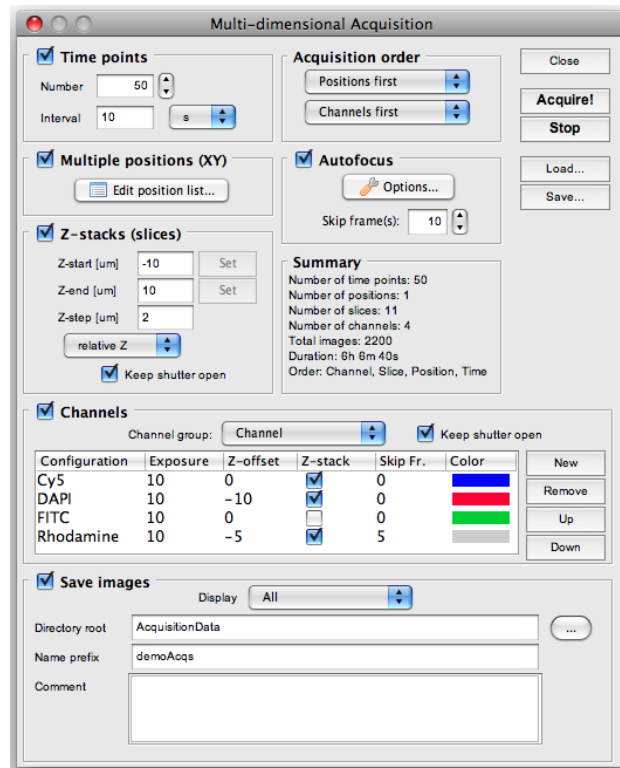 Multi-dimensional Acquisition
Time points
Number 50
Interval 10 s
Acquisition order
Positions first
Channels first
Close
Acquire!
Stop
Multiple positions (XY)
Edit position list...
Autofocus
Options...
Skip frame(s): 10
Load...
Save...
Z-stacks (slices)
Z-start [um] -10 Set
Z-end [um] 10 Set
Z-step [um] 2
relative Z
Keep shutter open
Summary
Number of time points: 50
Number of positions: 1
Number of slices: 11
Number of channels: 4
Total images: 2200
Duration: 6h 6m 40s
Order: Channel, Slice, Position, Time
Channels
Channel group: Channel Keep shutter open
Configuration Exposure Z-offset Z-stack Skip Fr. Color
Cy5 10 0 0
DAPI 10 -10 0
FITC 10 0 0
Rhodamine 10 -5 5
New
Remove
Up
Down
Save images
Display All
Directory root AcquisitionData ...
Name prefix demoAcqs
Comment